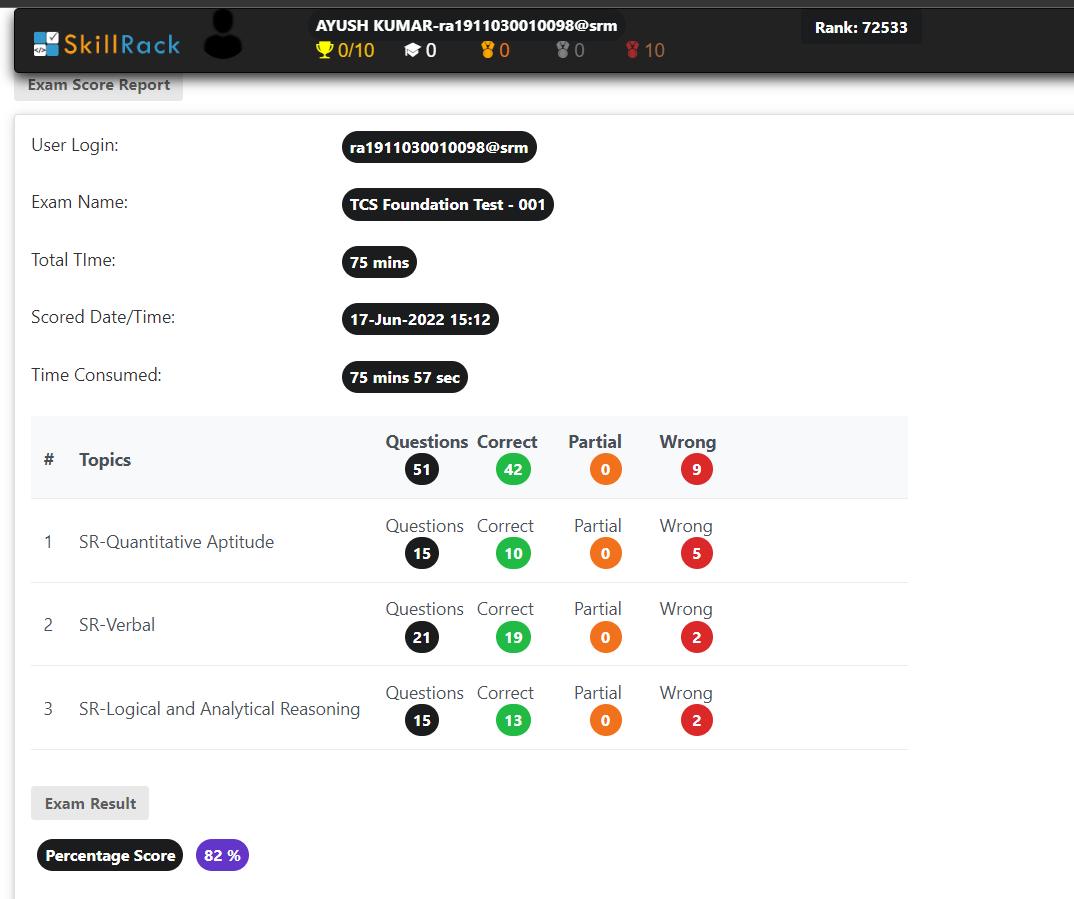 SkillRack
AYUSH KUMAR-ra1911030010098@srm
0/10 0 0 0 10
Rank: 72533
Exam Score Report
User Login: ra1911030010098@srm
Exam Name: TCS Foundation Test - 001
Total TIme: 75 mins
Scored Date/Time: 17-Jun-2022 15:12
Time Consumed: 75 mins 57 sec
# Topics Questions Correct Partial Wrong
51 42 0 9
Questions Correct Partial Wrong
1 SR-Quantitative Aptitude 15 10 0 5
Questions Correct Partial Wrong
2 SR-Verbal 21 19 0 2
Questions Correct Partial Wrong
3 SR-Logical and Analytical Reasoning 15 13 0 2
Exam Result
Percentage Score 82 %